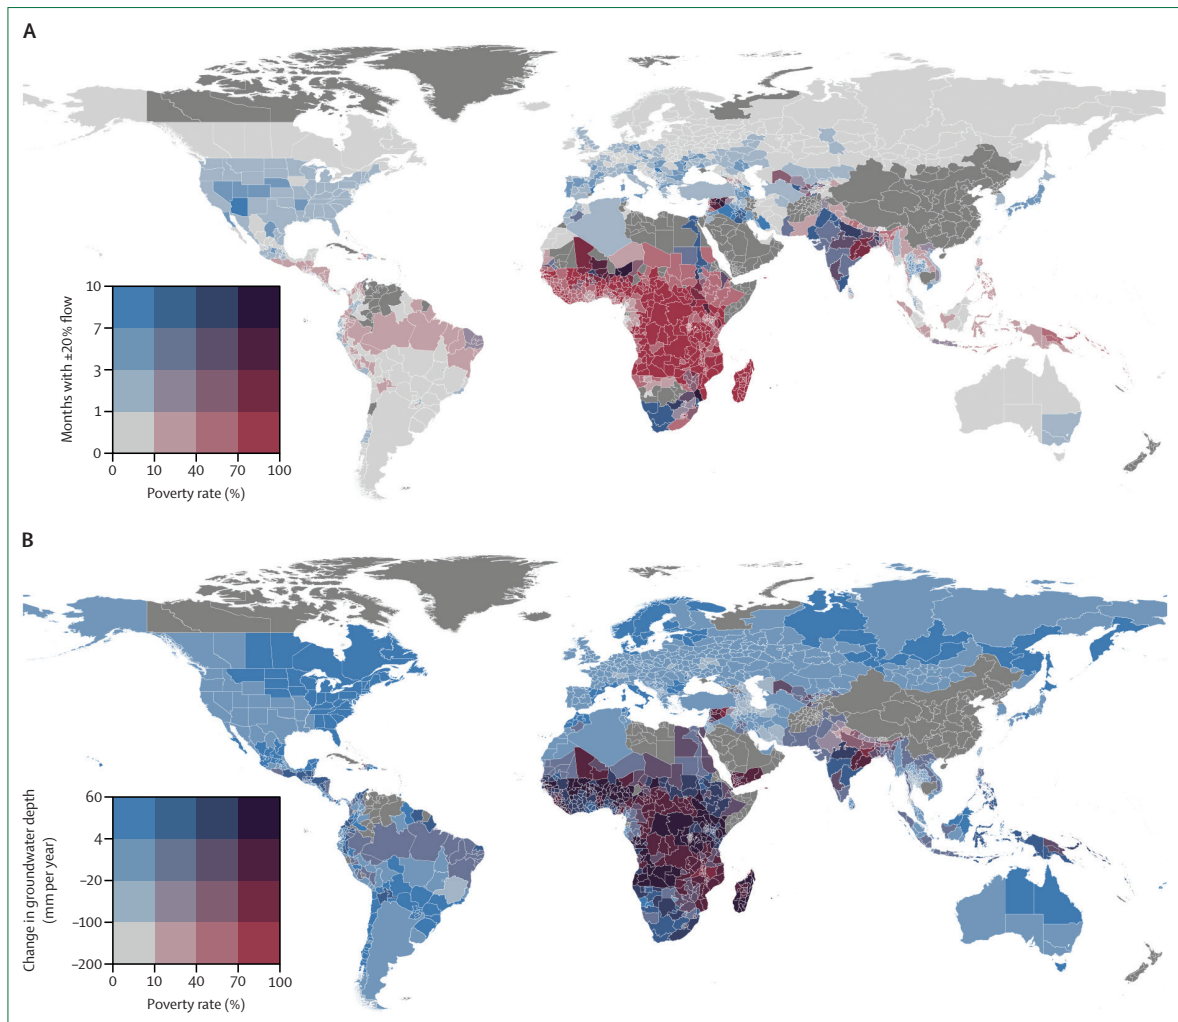 A
Months with ±20% flow
10
7
3
1
0
0 10 40 70 100
Poverty rate (%)
B
Change in groundwater depth
(mm per year)
60
4
–20
–100
–200
0 10 40 70 100
Poverty rate (%)